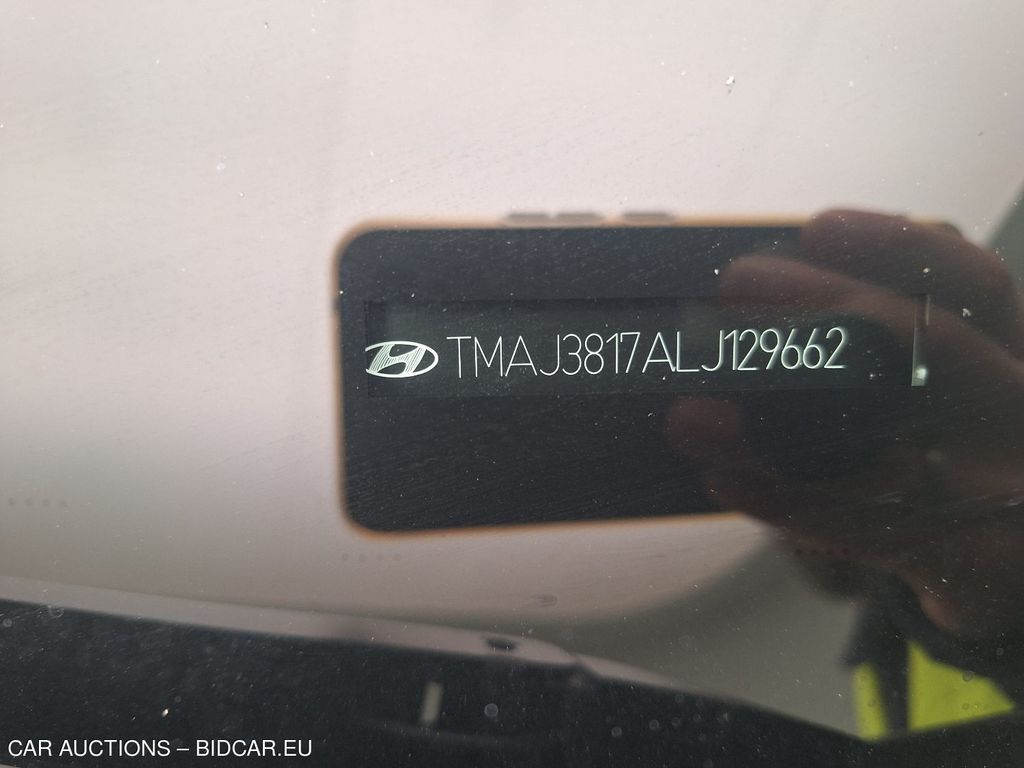 TMAJ3817ALJ129662
CAR AUCTIONS – BIDCAR.EU